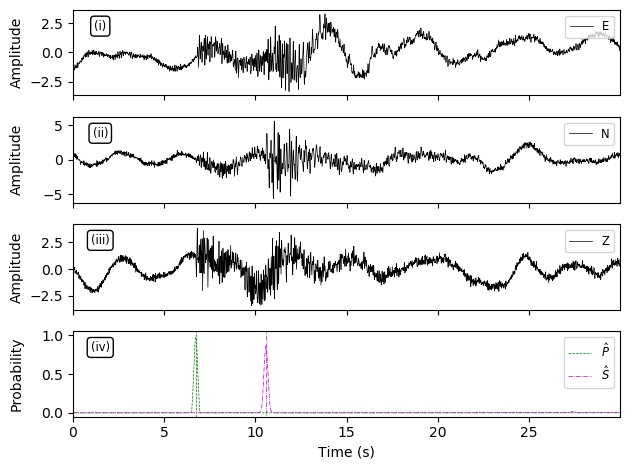 (i)
E
Amplitude
2.5
0.0
−2.5
(ii)
N
Amplitude
5
0
−5
(iii)
Z
Amplitude
2.5
0.0
−2.5
(iv)
P̂
Ŝ
Probability
1.0
0.5
0.0
0 5 10 15 20 25
Time (s)